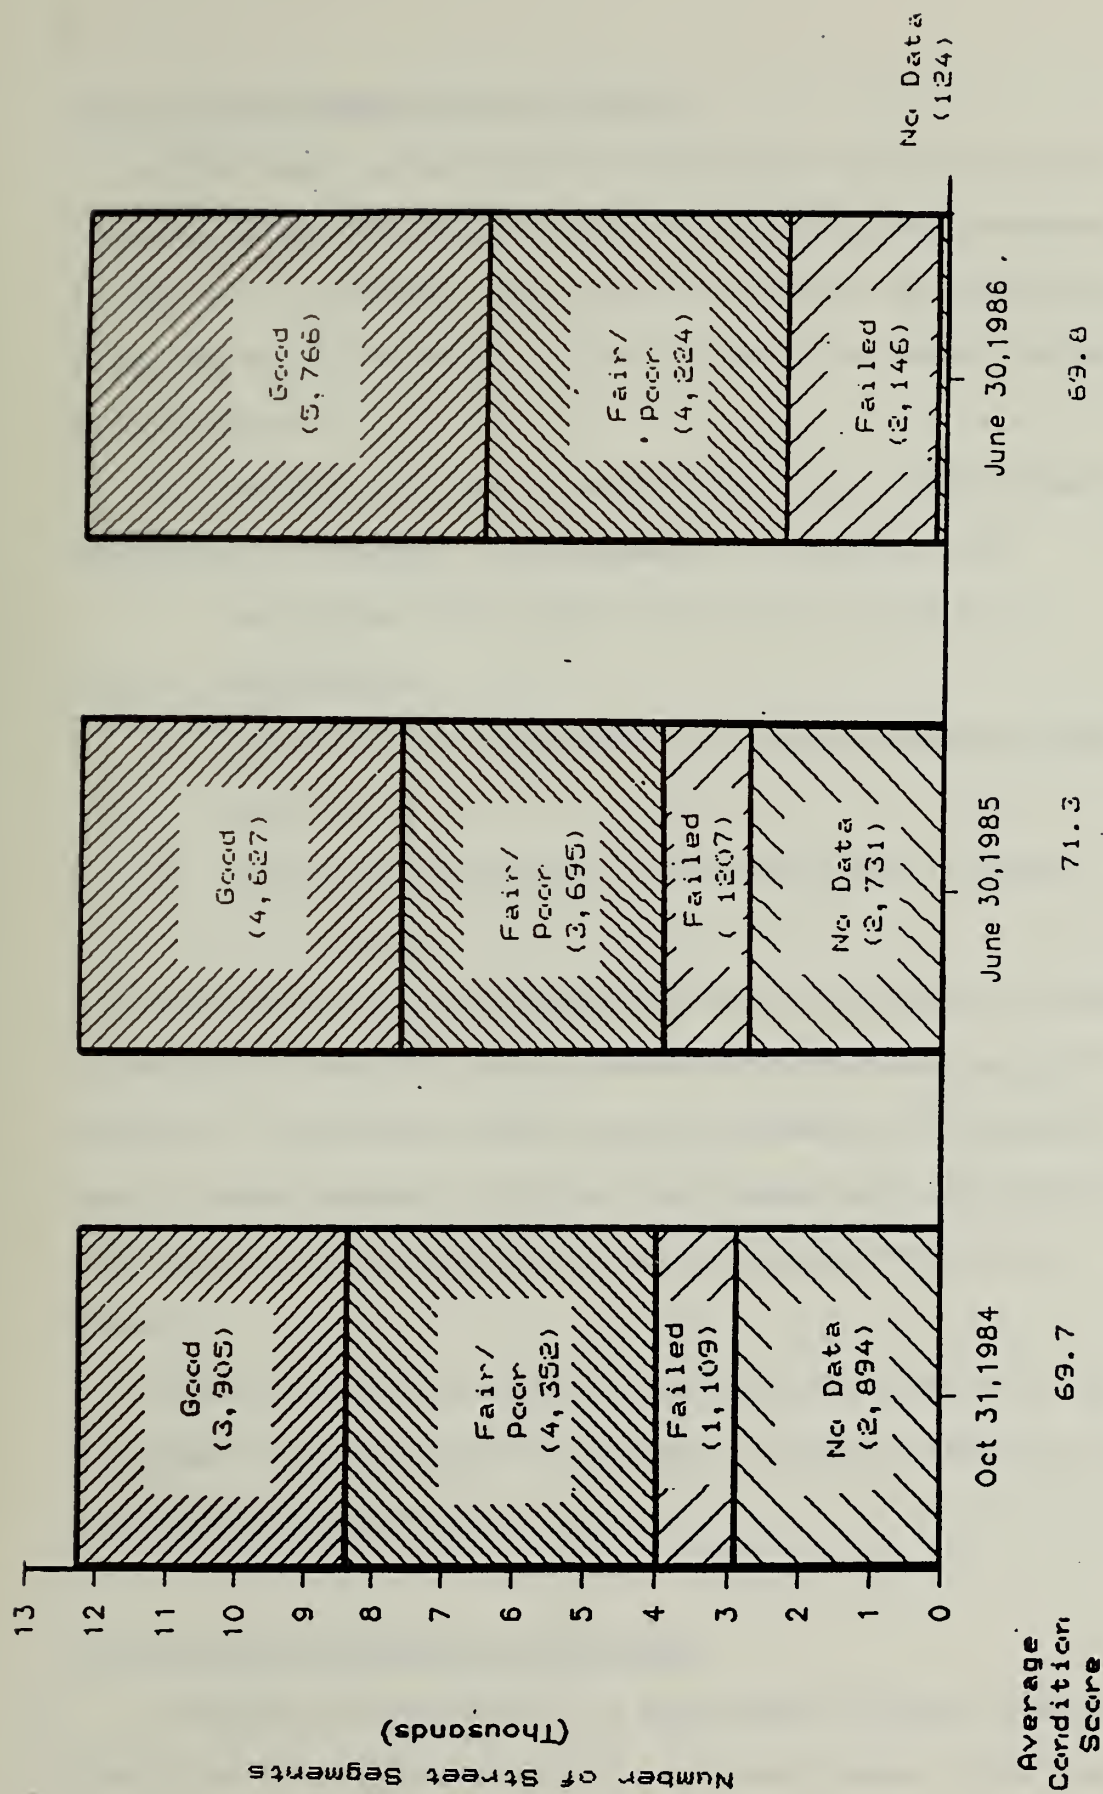 Number of Street Segments
(Thousands)
13
12
11
10
9
8
7
6
5
4
3
2
1
0
Good
(3,905)
Fair/
Poor
(4,352)
Failed
(1,109)
No Data
(2,894)
Good
(4,627)
Fair/
Poor
(3,695)
Failed
( 1207)
No Data
(2,731)
Good
(5,766)
Fair/
Poor
(4,224)
Failed
(2,146)
No Data
(124)
Oct 31,1984
June 30,1985
June 30,1986
Average
Condition
Score
69.7
71.3
69.8